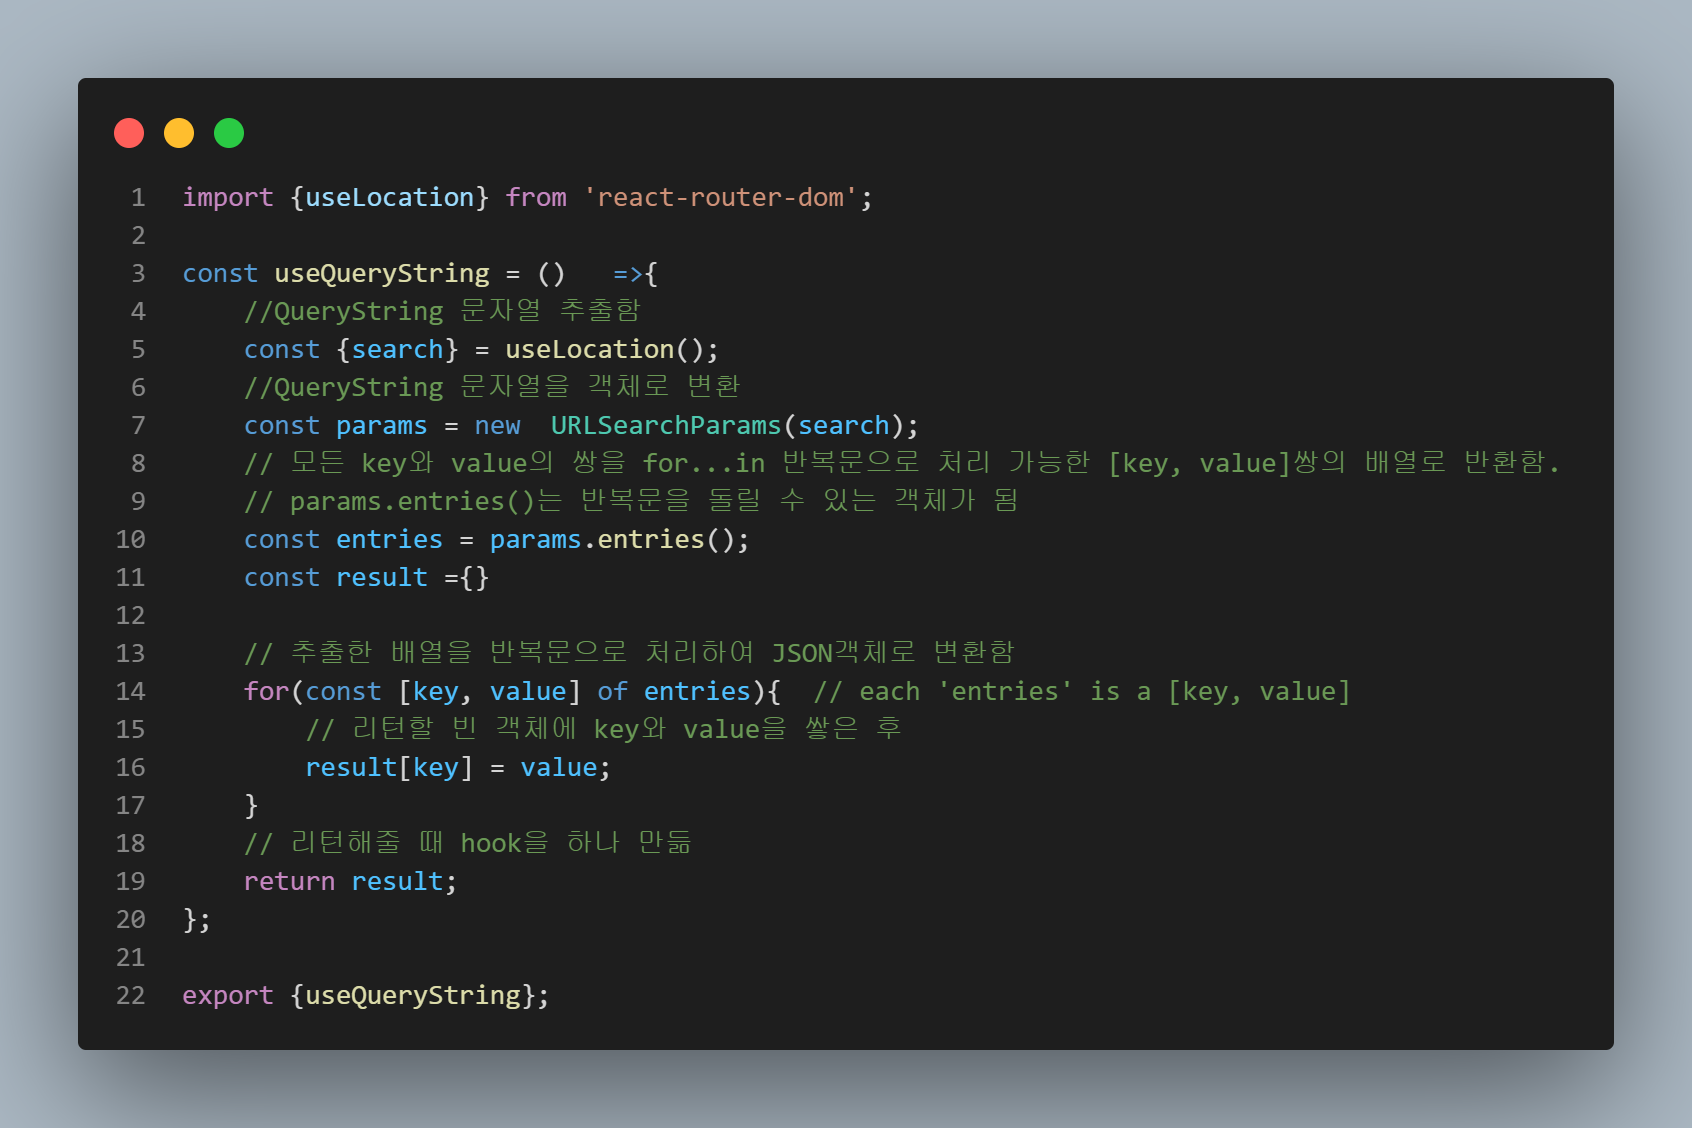 1 import {useLocation} from 'react-router-dom';
2
3 const useQueryString = ()   =>{
4     //QueryString 문자열 추출함
5     const {search} = useLocation();
6     //QueryString 문자열을 객체로 변환
7     const params = new  URLSearchParams(search);
8     // 모든 key와 value의 쌍을 for...in 반복문으로 처리 가능한 [key, value]쌍의 배열로 반환함.
9     // params.entries()는 반복문을 돌릴 수 있는 객체가 됨
10     const entries = params.entries();
11     const result ={}
12
13     // 추출한 배열을 반복문으로 처리하여 JSON객체로 변환함
14     for(const [key, value] of entries){  // each 'entries' is a [key, value]
15         // 리턴할 빈 객체에 key와 value을 쌓은 후
16         result[key] = value;
17     }
18     // 리턴해줄 때 hook을 하나 만듦
19     return result;
20 };
21
22 export {useQueryString};